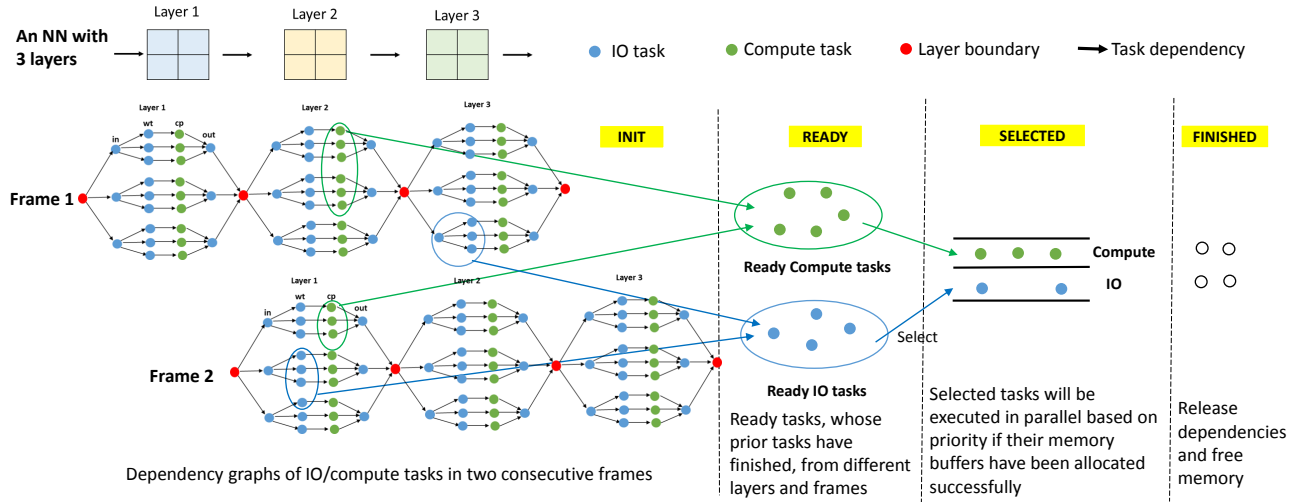 Layer 1
Layer 2
Layer 3
An NN with
3 layers
IO task
Compute task
Layer boundary
Task dependency
Layer 1
Layer 2
Layer 3
in
wt
cp
out
INIT
READY
SELECTED
FINISHED
Frame 1
Ready Compute tasks
Compute
IO
Layer 1
Layer 2
Layer 3
in
wt
cp
out
Select
Frame 2
Ready IO tasks
Ready tasks, whose
prior tasks have
finished, from different
layers and frames
Selected tasks will be
executed in parallel based on
priority if their memory
buffers have been allocated
successfully
Release
dependencies
and free
memory
Dependency graphs of IO/compute tasks in two consecutive frames